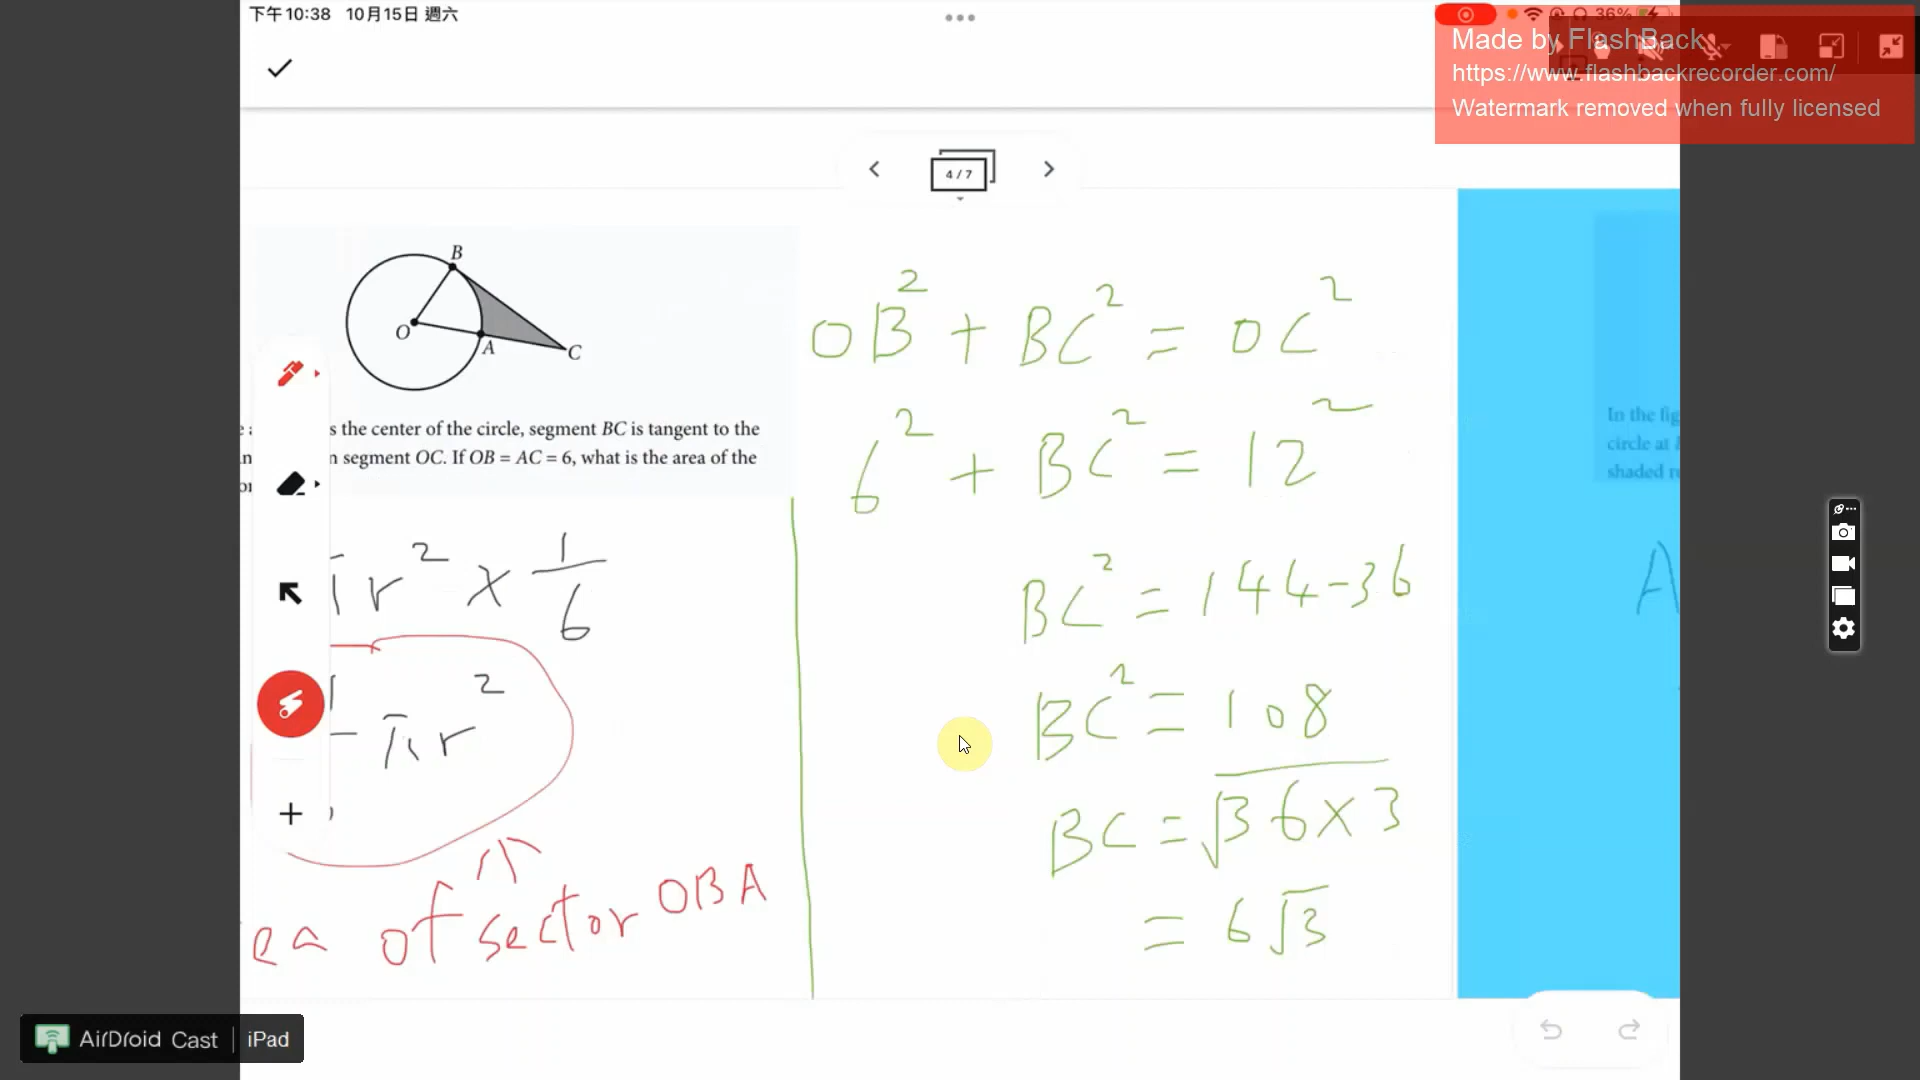 下午10:38 10月15日 週六
36%
Made by FlashBack
https://www.flashbackrecorder.com/
Watermark removed when fully licensed
4 / 7
B
O
A
C
s the center of the circle, segment BC is tangent to the
n segment OC. If OB = AC = 6, what is the area of the
r² × 1/6
πr²
ea of sector OBA
OB² + BC² = OC²
6² + BC² = 12²
BC² = 144-36
BC² = 108
BC = √36×3
= 6√3
In the fig
circle at
shaded r
A
AirDroid Cast | iPad